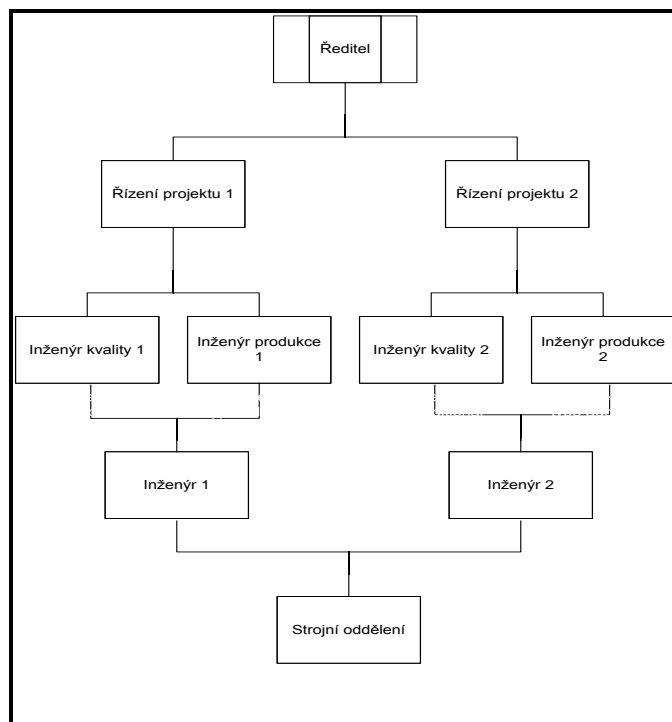 Ředitel
Řízení projektu 1
Řízení projektu 2
Inženýr kvality 1
Inženýr produkce
1
Inženýr kvality 2
Inženýr produkce
2
Inženýr 1
Inženýr 2
Strojní oddělení